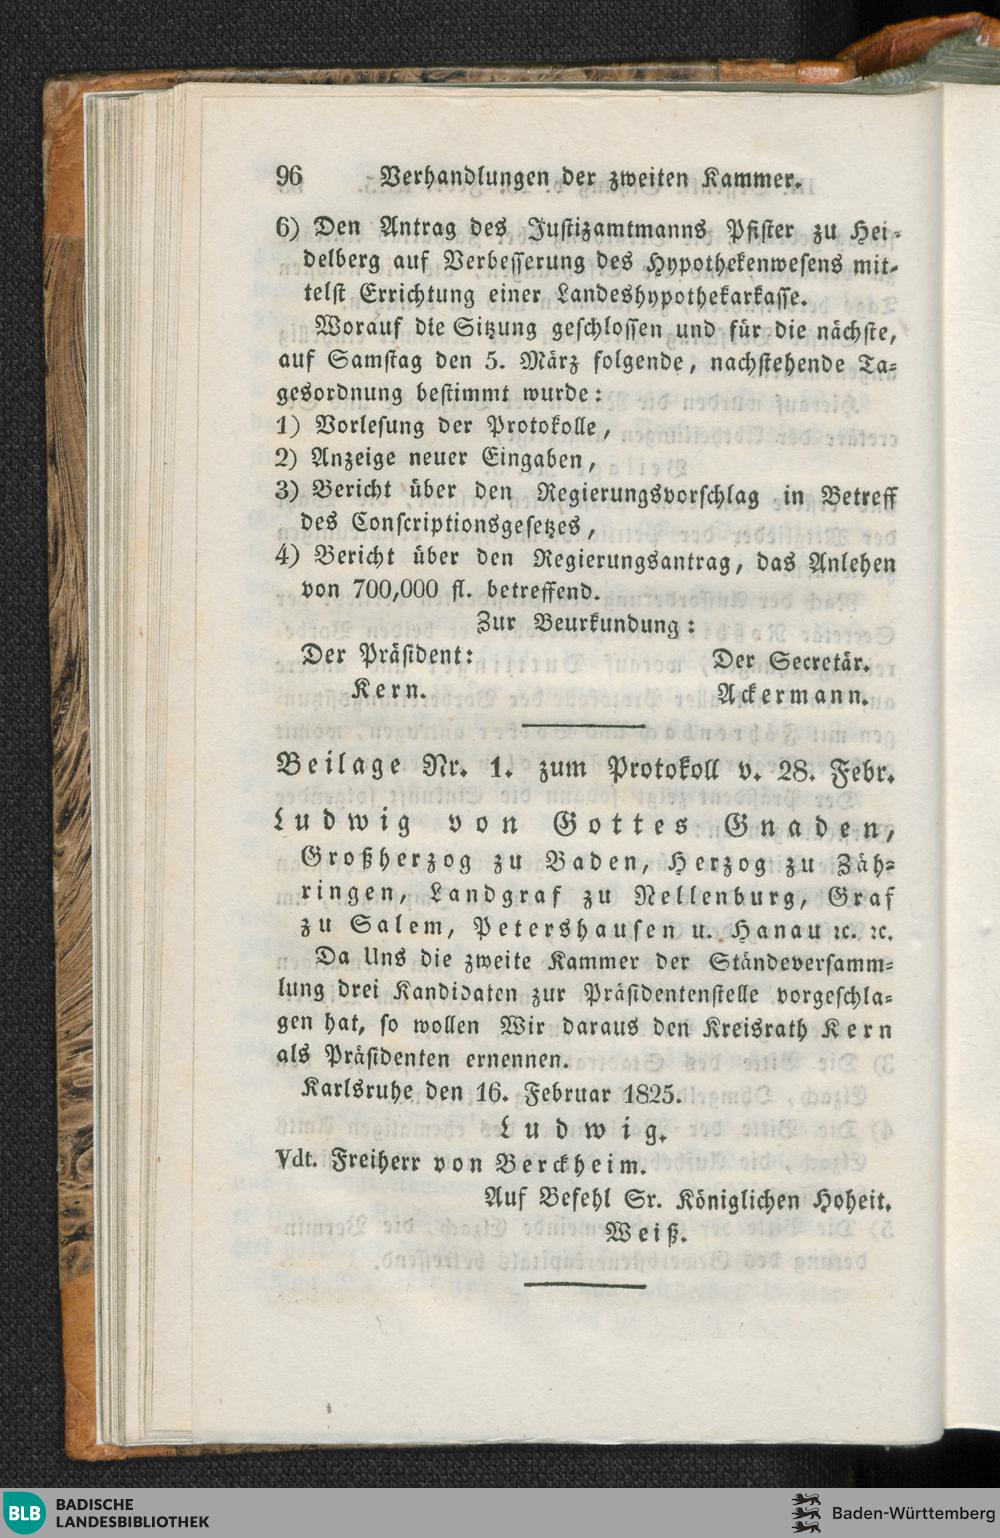 96 Verhandlungen der zweiten Kammer.
6) Den Antrag des Justizamtmanns Pfister zu Hei-
delberg auf Verbesserung des Hypothekenwesens mit-
telst Errichtung einer Landeshypothekarkasse.
Worauf die Sitzung geschlossen und für die nächste,
auf Samstag den 5. März folgende, nachstehende Ta-
gesordnung bestimmt wurde:
1) Vorlesung der Protokolle,
2) Anzeige neuer Eingaben,
3) Bericht über den Regierungsvorschlag in Betreff
des Conscriptionsgesetzes,
4) Bericht über den Regierungsantrag, das Anlehen
von 700,000 fl. betreffend.
Zur Beurkundung:
Der Präsident: Der Secretär.
Kern. Ackermann.
Beilage Nr. 1. zum Protokoll v. 28. Febr.
Ludwig von Gottes Gnaden,
Großherzog zu Baden, Herzog zu Zäh-
ringen, Landgraf zu Nellenburg, Graf
zu Salem, Petershausen u. Hanau ꝛc. ꝛc.
Da Uns die zweite Kammer der Ständeversamm-
lung drei Kandidaten zur Präsidentenstelle vorgeschla-
gen hat, so wollen Wir daraus den Kreisrath Kern
als Präsidenten ernennen.
Karlsruhe den 16. Februar 1825.
Ludwig.
Vdt. Freiherr von Berckheim.
Auf Befehl Sr. Königlichen Hoheit.
Weiß.
BLB BADISCHE
LANDESBIBLIOTHEK
Baden-Württemberg